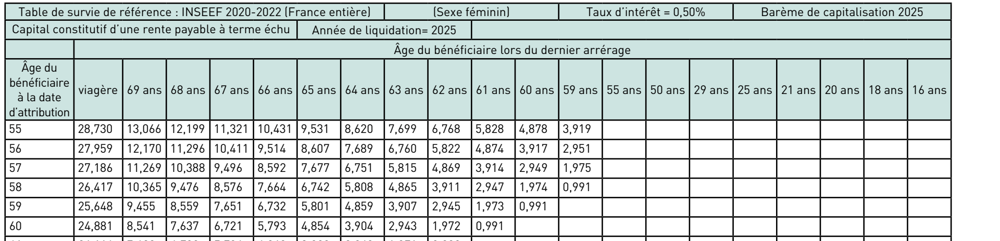 Table de survie de référence : INSEEF 2020-2022 (France entière) (Sexe féminin) Taux d'intérêt = 0,50% Barème de capitalisation 2025
Capital constitutif d'une rente payable à terme échu Année de liquidation= 2025
Âge du bénéficiaire lors du dernier arrérage
Âge du
bénéficiaire
à la date
d'attribution
viagère 69 ans 68 ans 67 ans 66 ans 65 ans 64 ans 63 ans 62 ans 61 ans 60 ans 59 ans 55 ans 50 ans 29 ans 25 ans 21 ans 20 ans 18 ans 16 ans
55 28,730 13,066 12,199 11,321 10,431 9,531 8,620 7,699 6,768 5,828 4,878 3,919
56 27,959 12,170 11,296 10,411 9,514 8,607 7,689 6,760 5,822 4,874 3,917 2,951
57 27,186 11,269 10,388 9,496 8,592 7,677 6,751 5,815 4,869 3,914 2,949 1,975
58 26,417 10,365 9,476 8,576 7,664 6,742 5,808 4,865 3,911 2,947 1,974 0,991
59 25,648 9,455 8,559 7,651 6,732 5,801 4,859 3,907 2,945 1,973 0,991
60 24,881 8,541 7,637 6,721 5,793 4,854 3,904 2,943 1,972 0,991